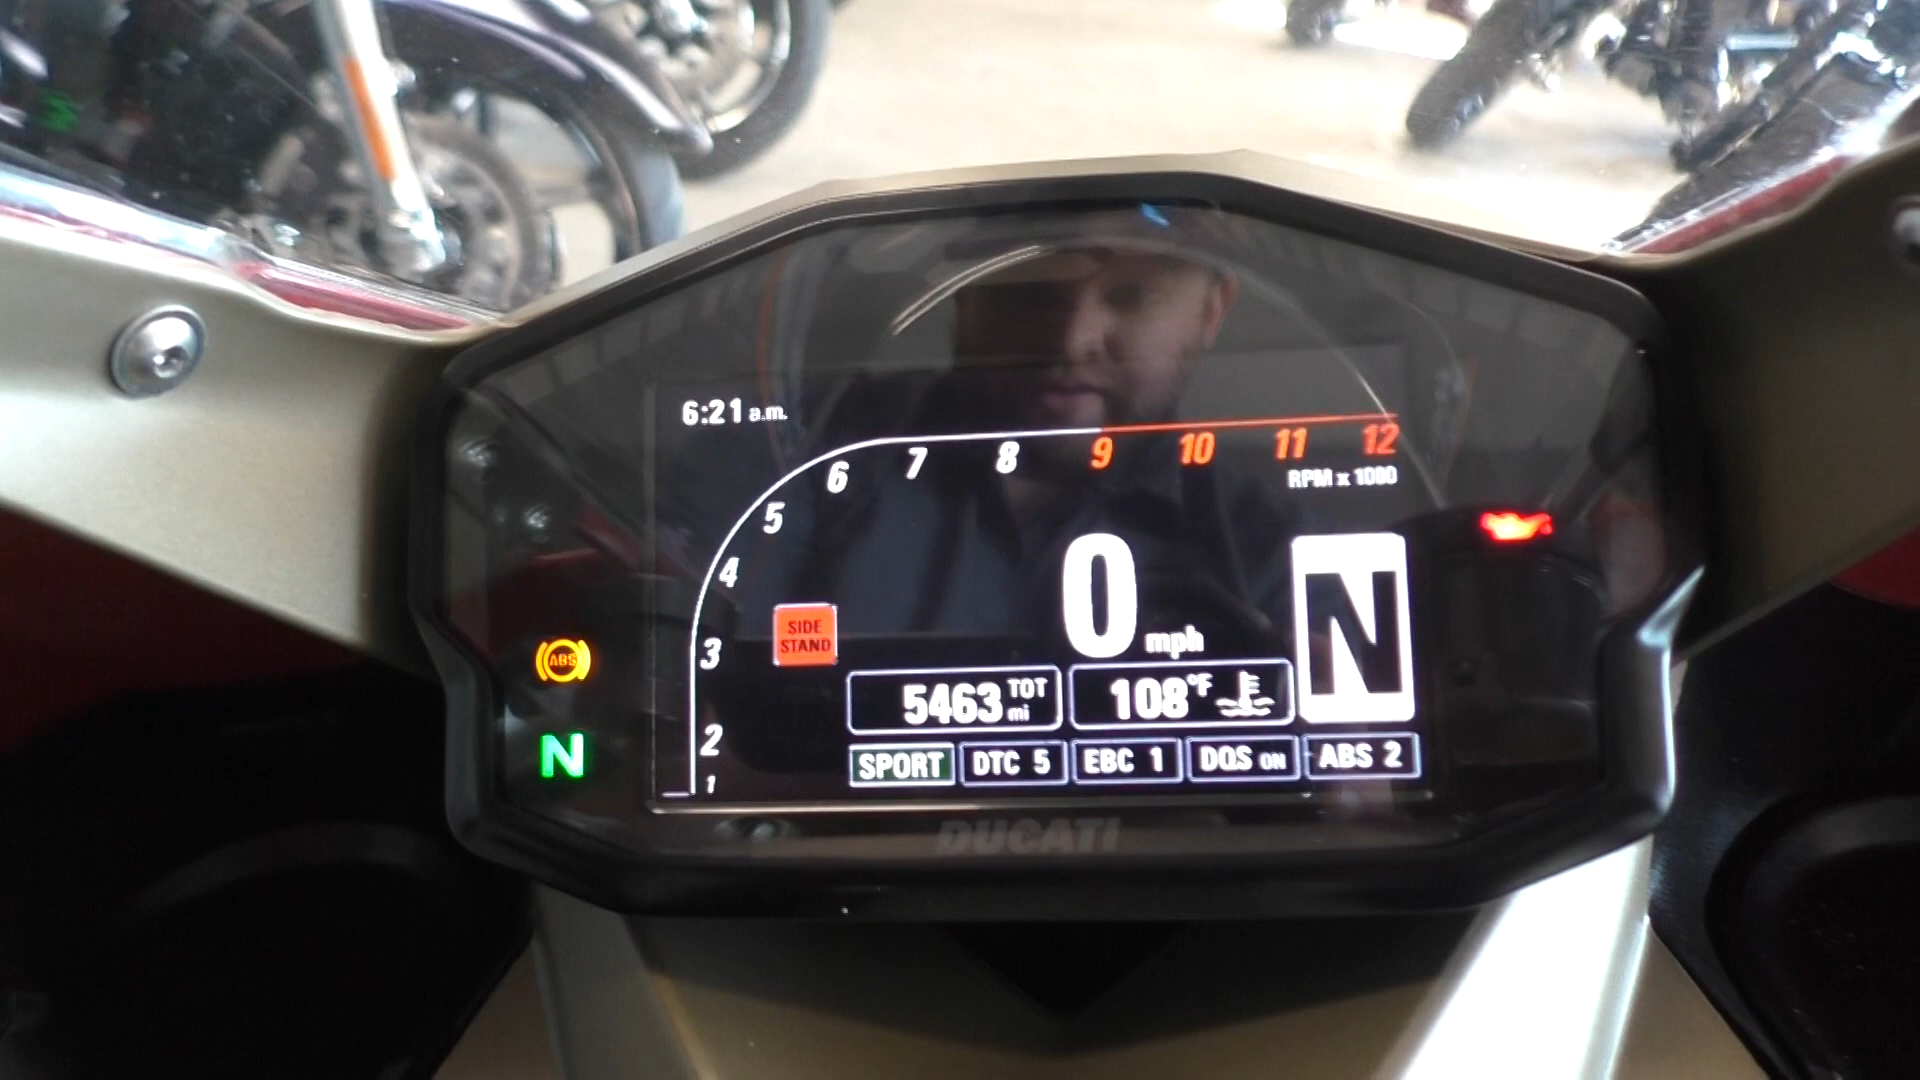 6:21 a.m.
1 2 3 4 5 6 7 8 9 10 11 12
RPM x 1000
SIDE
STAND
0 mph
N
5463 TOT mi
108 °F
SPORT DTC 5 EBC 1 DQS ON ABS 2
ABS
N
DUCATI